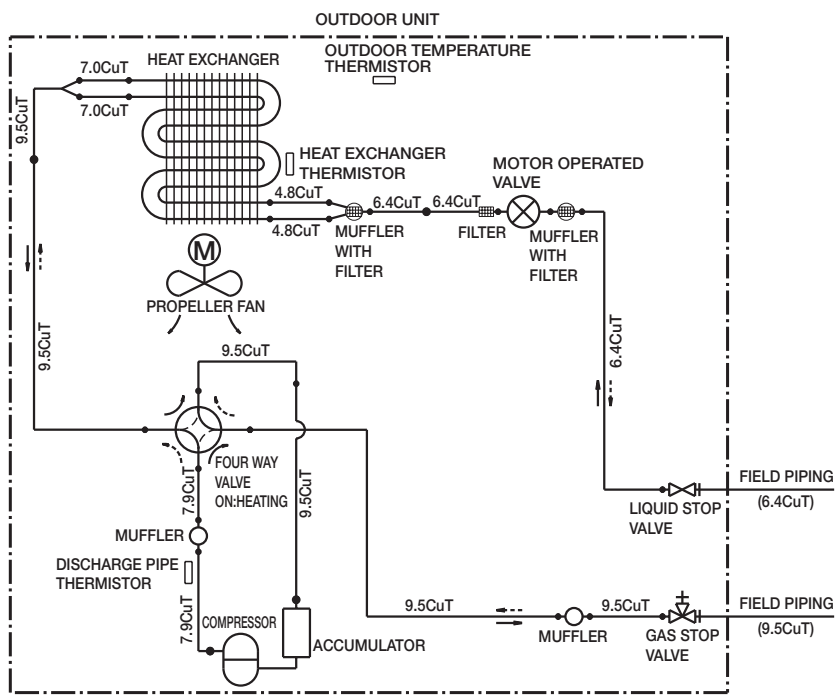 OUTDOOR UNIT
OUTDOOR TEMPERATURE
THERMISTOR
HEAT EXCHANGER
7.0CuT
7.0CuT
9.5CuT
HEAT EXCHANGER
THERMISTOR
MOTOR OPERATED
VALVE
4.8CuT
4.8CuT
6.4CuT
6.4CuT
MUFFLER
WITH
FILTER
FILTER
MUFFLER
WITH
FILTER
M
PROPELLER FAN
9.5CuT
6.4CuT
9.5CuT
FOUR WAY
VALVE
ON:HEATING
7.9CuT
9.5CuT
MUFFLER
DISCHARGE PIPE
THERMISTOR
7.9CuT
COMPRESSOR
ACCUMULATOR
LIQUID STOP
VALVE
FIELD PIPING
(6.4CuT)
9.5CuT
9.5CuT
MUFFLER
GAS STOP
VALVE
FIELD PIPING
(9.5CuT)